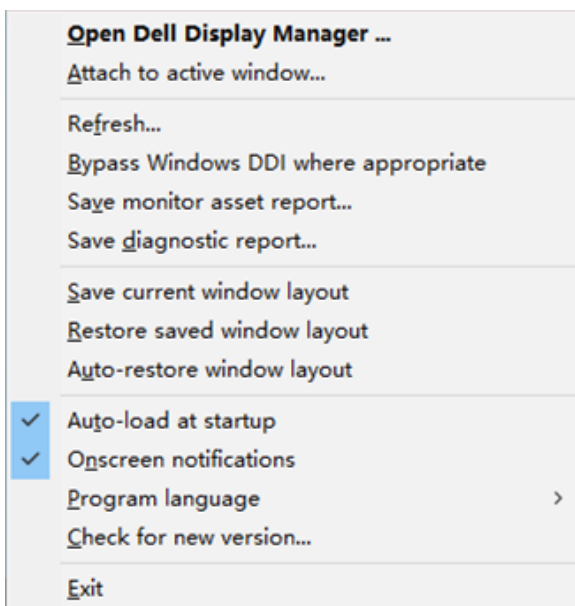 Open Dell Display Manager ...
Attach to active window...
Refresh...
Bypass Windows DDI where appropriate
Save monitor asset report...
Save diagnostic report...
Save current window layout
Restore saved window layout
Auto-restore window layout
Auto-load at startup
Onscreen notifications
Program language
Check for new version...
Exit